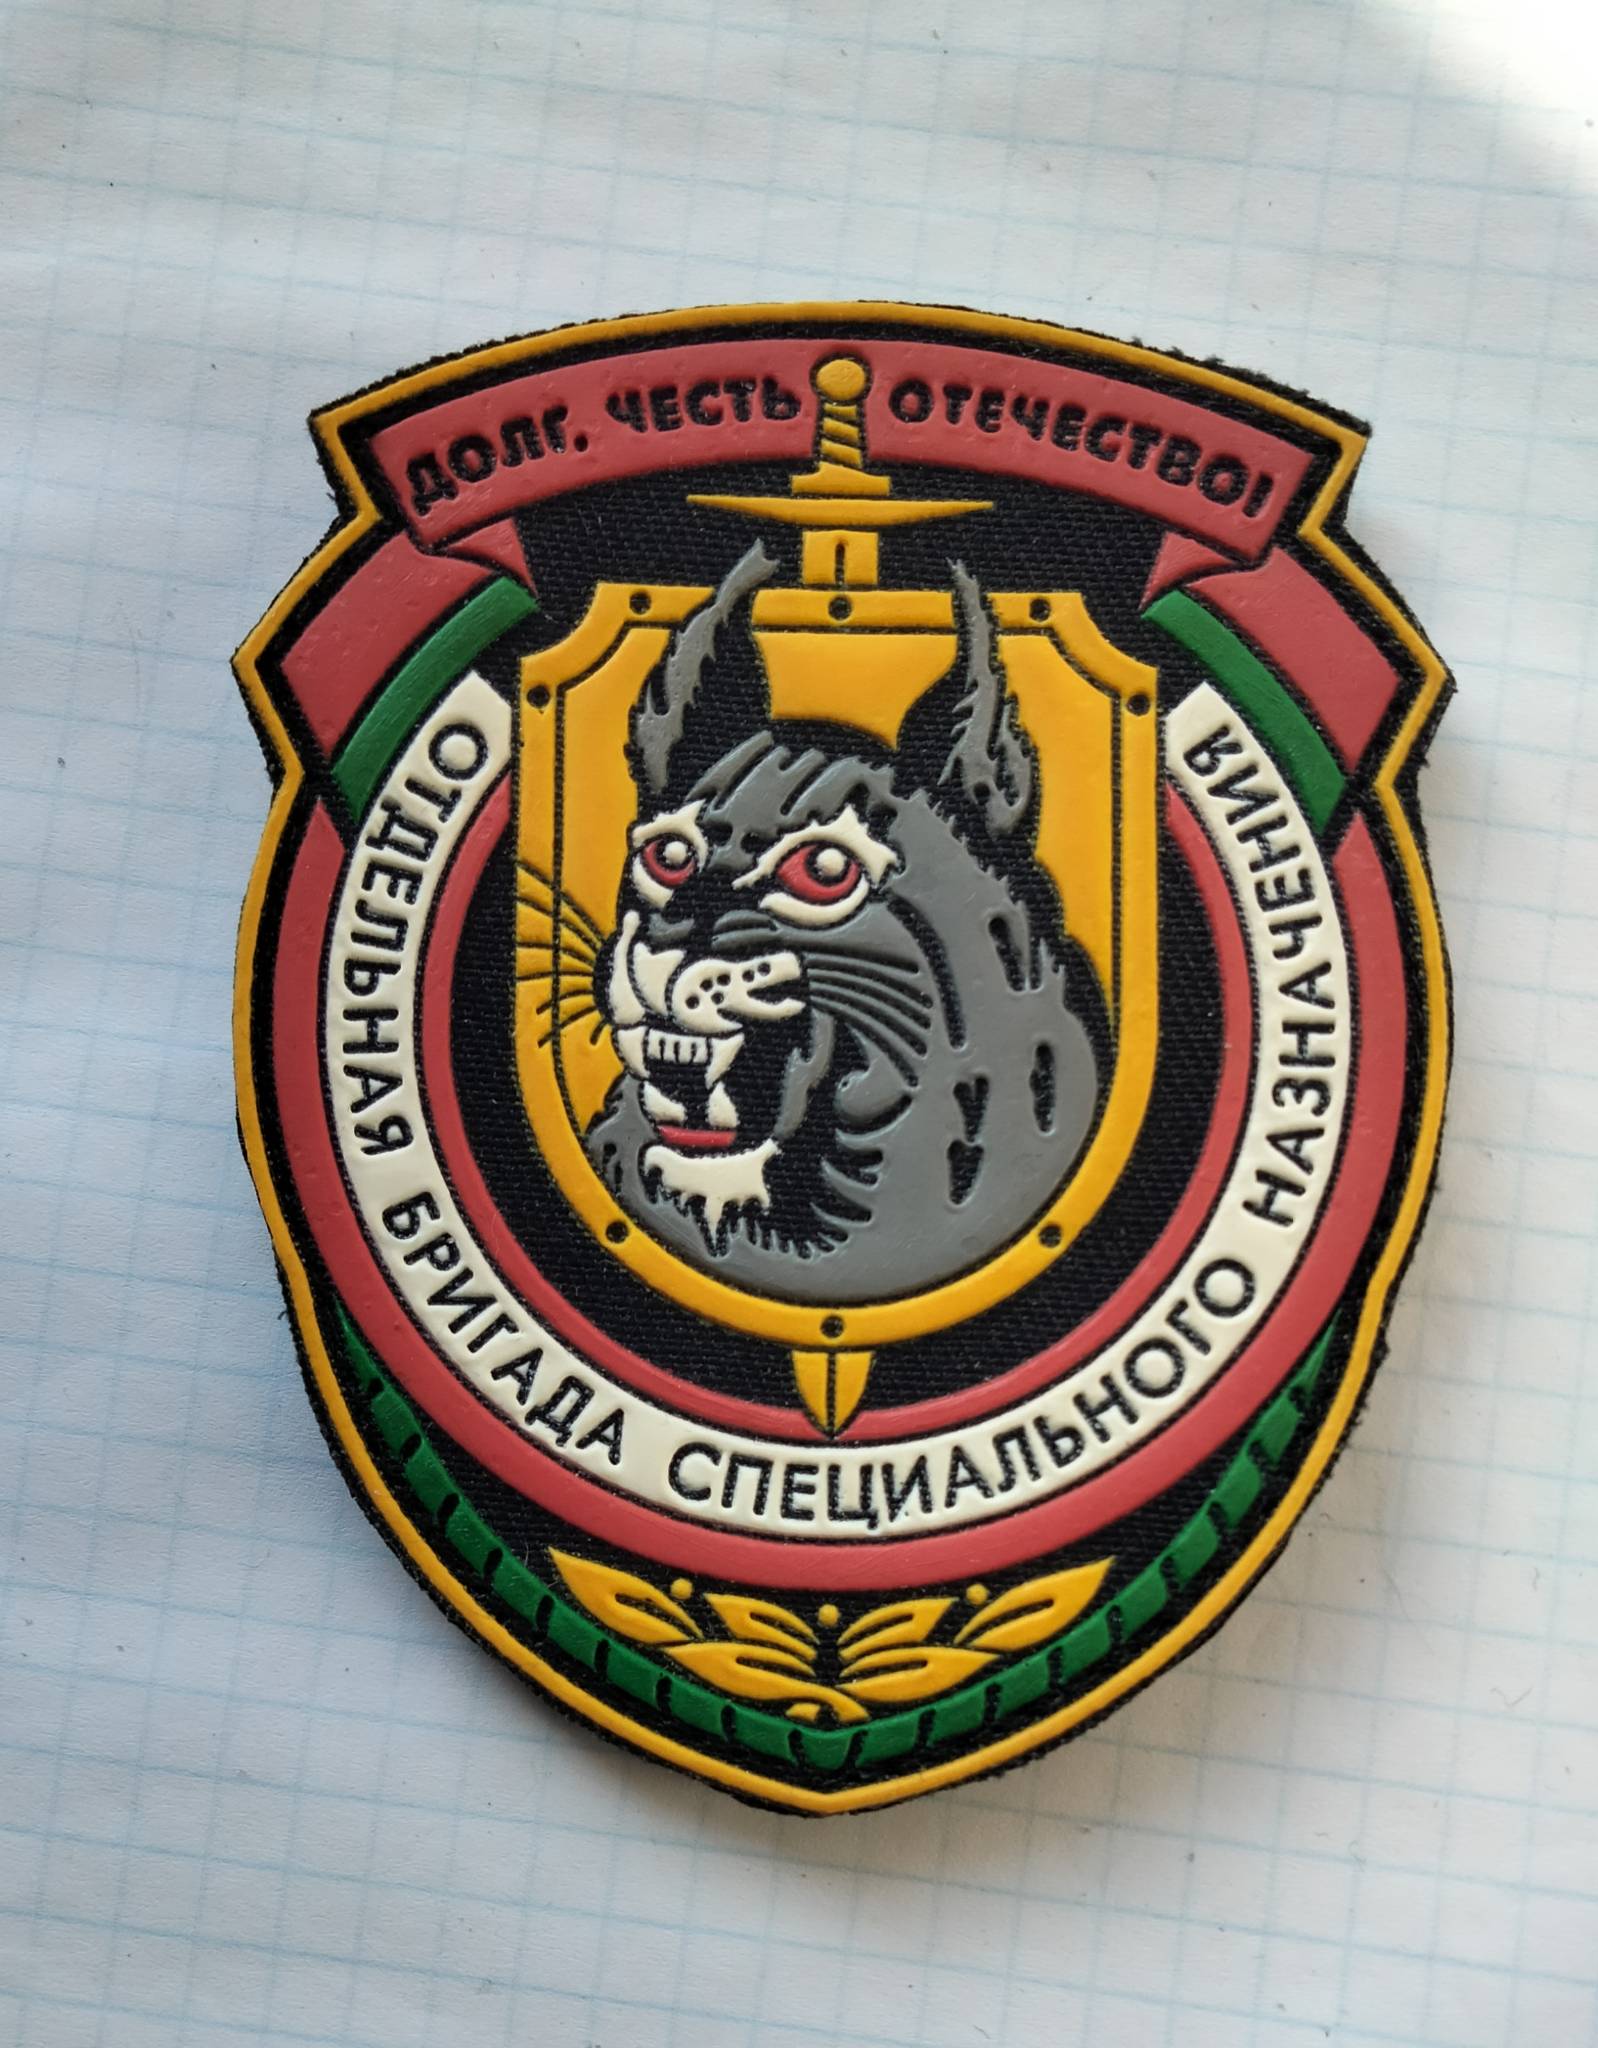 ДОЛГ. ЧЕСТЬ ОТЕЧЕСТВО!
ОТДЕЛЬНАЯ БРИГАДА СПЕЦИАЛЬНОГО НАЗНАЧЕНИЯ